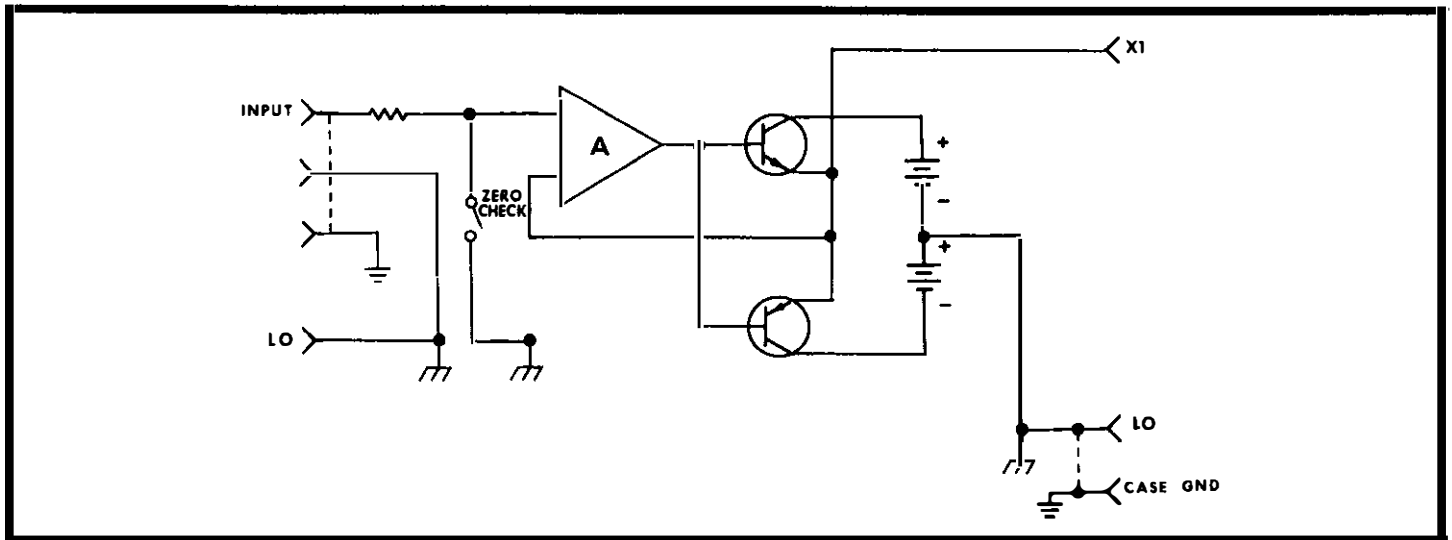 X1
INPUT
A
+
ZERO
CHECK
-
+
-
LO
LO
CASE GND